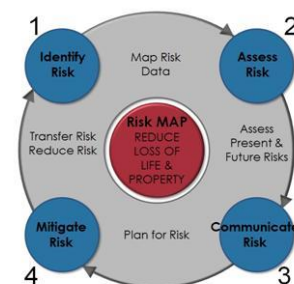 1
Identify
Risk
Map Risk
Data
2
Assess
Risk
Transfer Risk
Reduce Risk
Risk MAP
REDUCE
LOSS OF
LIFE &
PROPERTY
Assess
Present &
Future Risks
Mitigate
Risk
4
Plan for Risk
Communicate
Risk
3